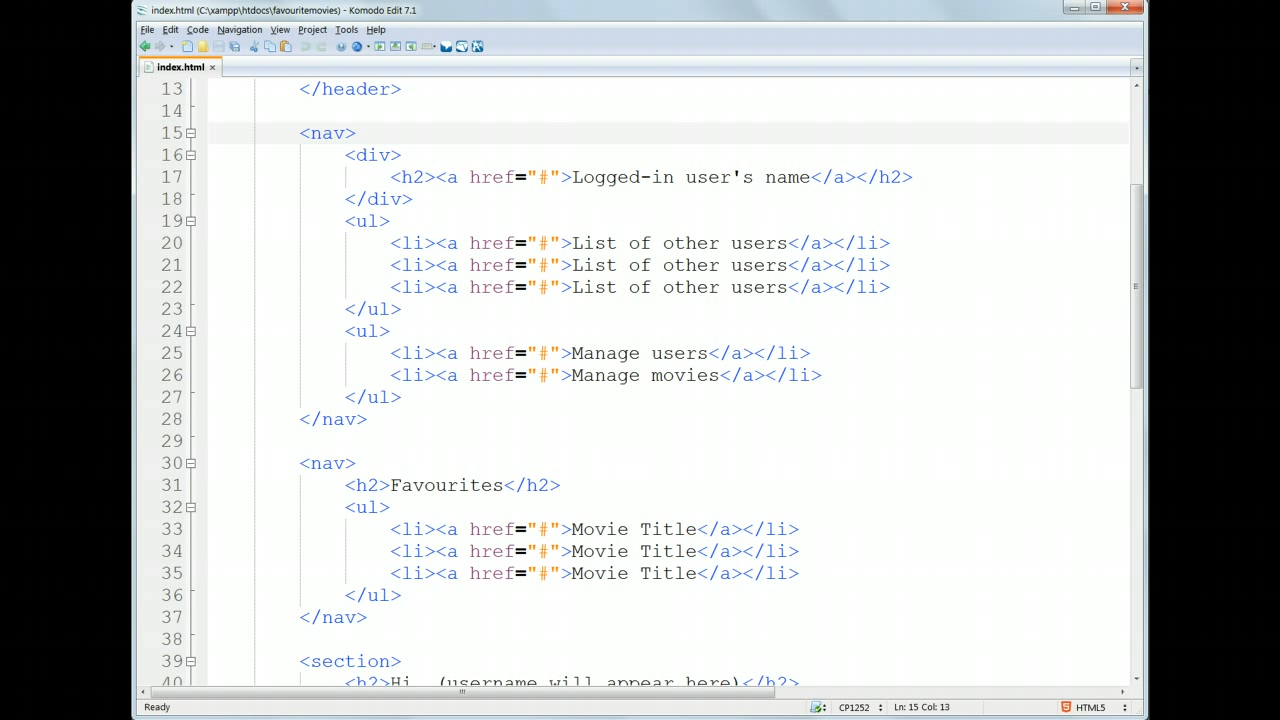 index.html (C:\xampp\htdocs\favouritemovies) - Komodo Edit 7.1
File Edit Code Navigation View Project Tools Help
index.html
13 </header>
14
15 <nav>
16 <div>
17 <h2><a href="#">Logged-in user's name</a></h2>
18 </div>
19 <ul>
20 <li><a href="#">List of other users</a></li>
21 <li><a href="#">List of other users</a></li>
22 <li><a href="#">List of other users</a></li>
23 </ul>
24 <ul>
25 <li><a href="#">Manage users</a></li>
26 <li><a href="#">Manage movies</a></li>
27 </ul>
28 </nav>
29
30 <nav>
31 <h2>Favourites</h2>
32 <ul>
33 <li><a href="#">Movie Title</a></li>
34 <li><a href="#">Movie Title</a></li>
35 <li><a href="#">Movie Title</a></li>
36 </ul>
37 </nav>
38
39 <section>
40 <h2>Hi, (username will appear here)</h2>
Ready CP1252 Ln: 15 Col: 13 HTML5